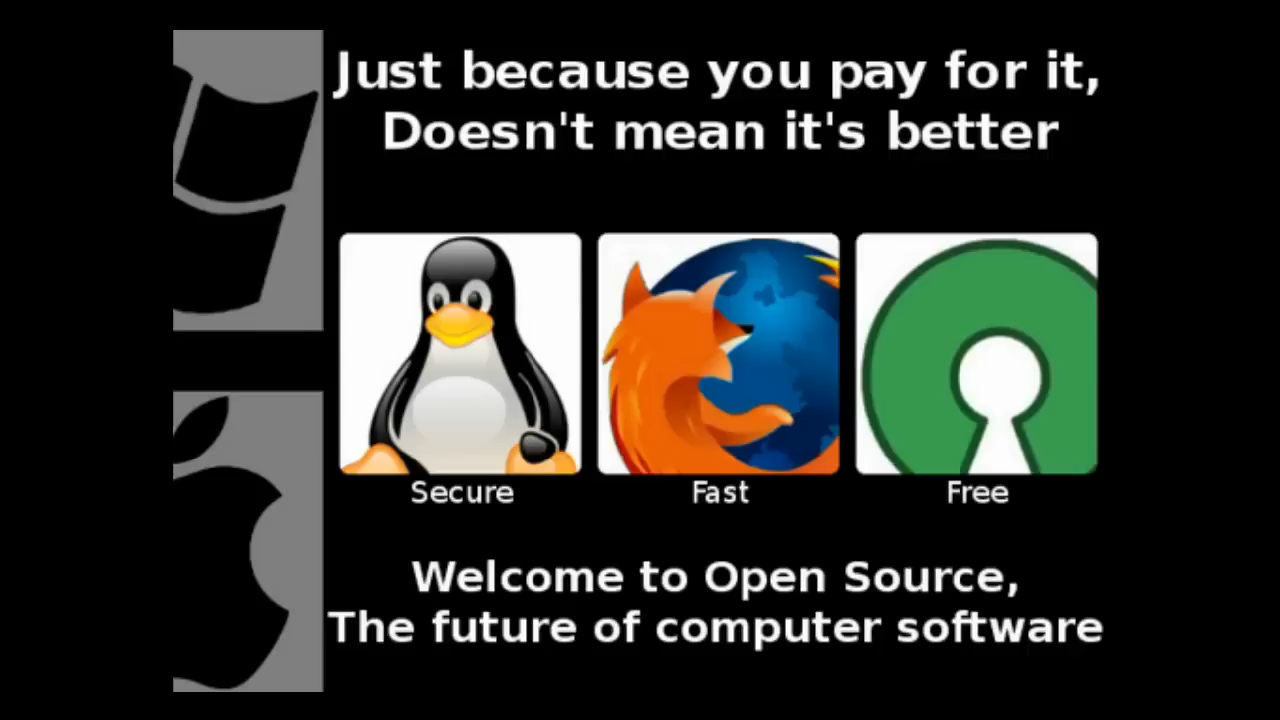 Just because you pay for it,
Doesn't mean it's better
Secure
Fast
Free
Welcome to Open Source,
The future of computer software